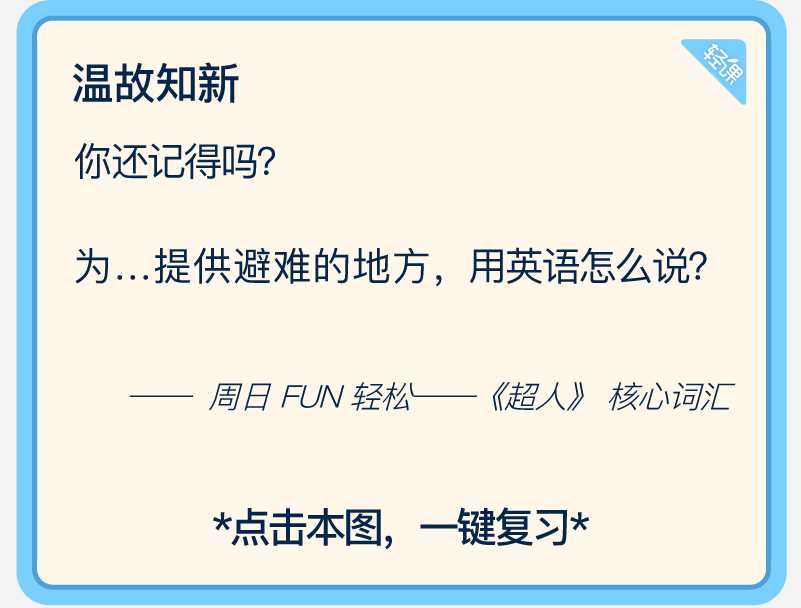 轻课
温故知新
你还记得吗?
为…提供避难的地方，用英语怎么说?
—— 周日 FUN 轻松——《超人》 核心词汇
*点击本图，一键复习*